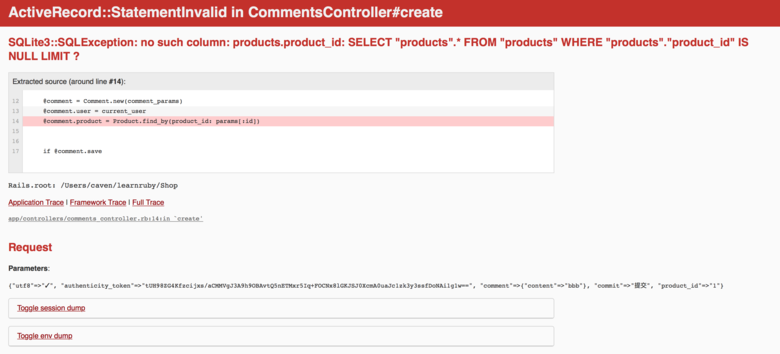 ActiveRecord::StatementInvalid in CommentsController#create
SQLite3::SQLException: no such column: products.product_id: SELECT "products".* FROM "products" WHERE "products"."product_id" IS
NULL LIMIT ?
Extracted source (around line #14):
12 @comment = Comment.new(comment_params)
13 @comment.user = current_user
14 @comment.product = Product.find_by(product_id: params[:id])
15
16
17 if @comment.save
Rails.root: /Users/caven/learnruby/Shop
Application Trace | Framework Trace | Full Trace
app/controllers/comments_controller.rb:14:in `create'
Request
Parameters:
{"utf8"=>"✓", "comment"=>{"content"=>"bbb"}, "commit"=>"提交", "product_id"=>"1"}
Toggle session dump
Toggle env dump